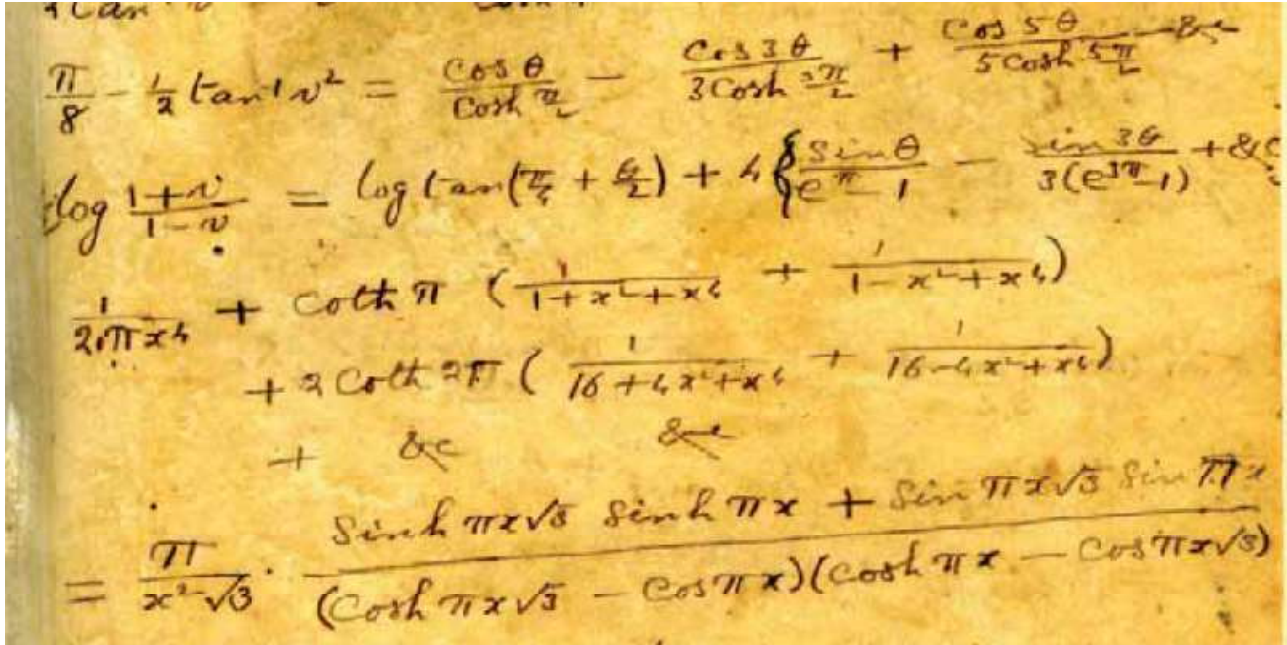 π/8 - 1/2 tan⁻¹ v² = cos θ / cosh π/2 - cos 3θ / 3 cosh 3π/2 + cos 5θ / 5 cosh 5π/2 - &c
log (1+v)/(1-v) = log tan(π/4 + θ/2) + 4 { sin θ / (e^π - 1) - sin 3θ / 3(e^{3π} - 1) + &c
1/(2πx⁴) + coth π ( 1/(1+x²+x⁴) + 1/(1-x²+x⁴) )
+ 2 coth 2π ( 1/(16+4x²+x⁴) + 1/(16-4x²+x⁴) )
+ &c &c
= π/(x²√3) · (sinh πx√3 sinh πx + sin πx√3 sin πx) / ((cosh πx√3 - cos πx)(cosh πx - cos πx√3))